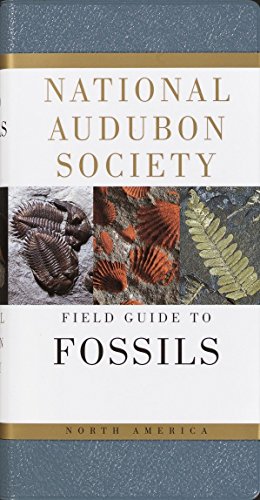 NATIONAL
AUDUBON
SOCIETY
FIELD GUIDE TO
FOSSILS
NORTH AMERICA